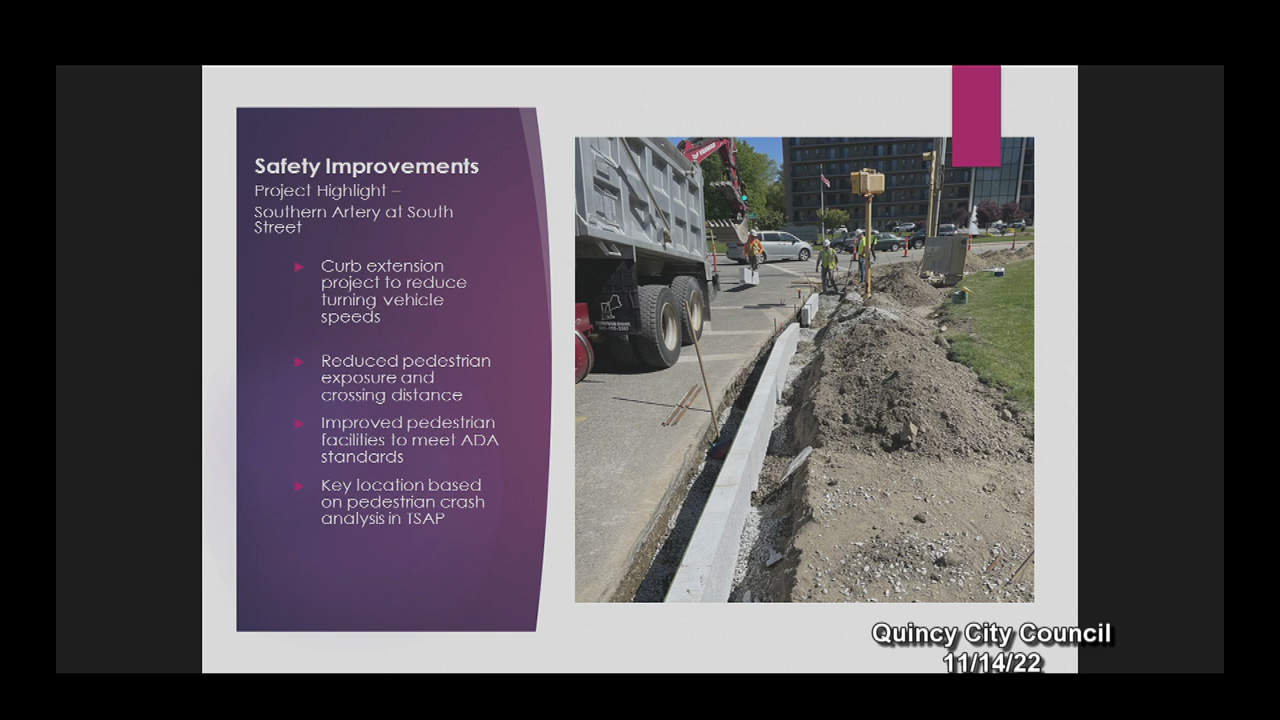 Safety Improvements
Project Highlight –
Southern Artery at South
Street
Curb extension
project to reduce
turning vehicle
speeds
Reduced pedestrian
exposure and
crossing distance
Improved pedestrian
facilities to meet ADA
standards
Key location based
on pedestrian crash
analysis in TSAP
YANMAR
Quincy City Council
11/14/22